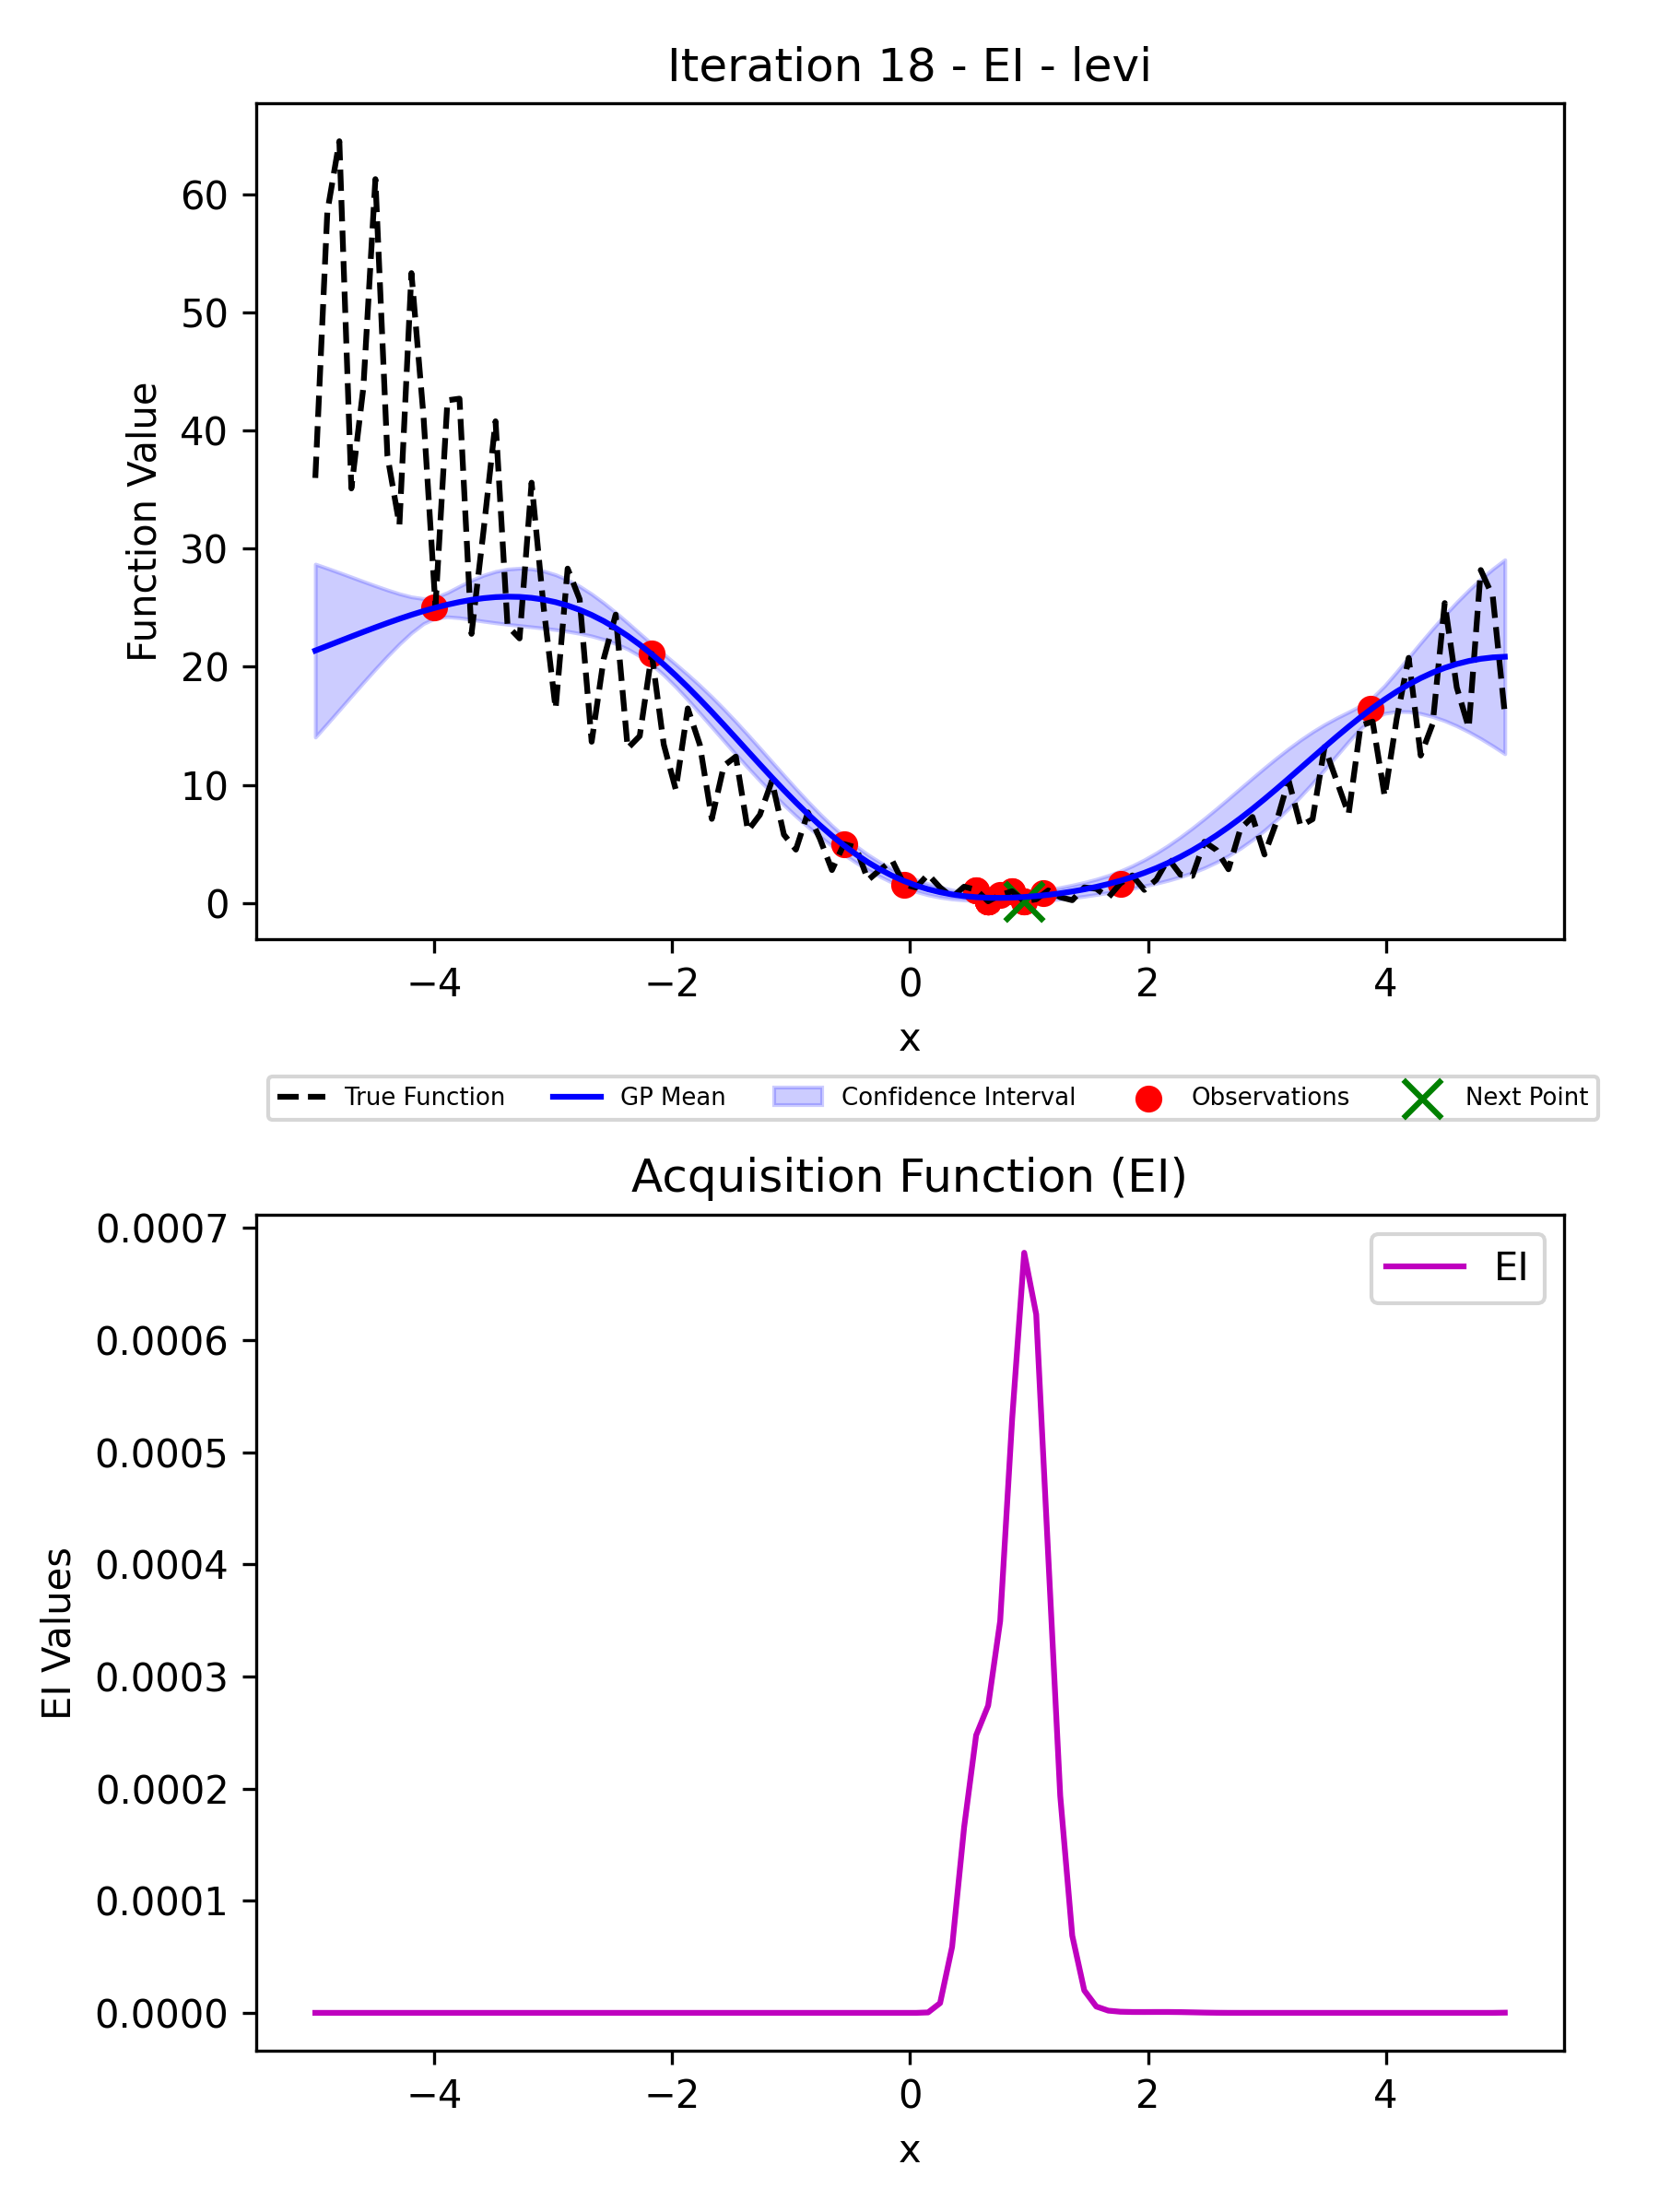 Iteration 18 - EI - levi
60
50
40
30
20
10
0
Function Value
−4 −2 0 2 4
x
True Function GP Mean Confidence Interval Observations Next Point
Acquisition Function (EI)
EI
0.0007
0.0006
0.0005
0.0004
0.0003
0.0002
0.0001
0.0000
EI Values
−4 −2 0 2 4
x